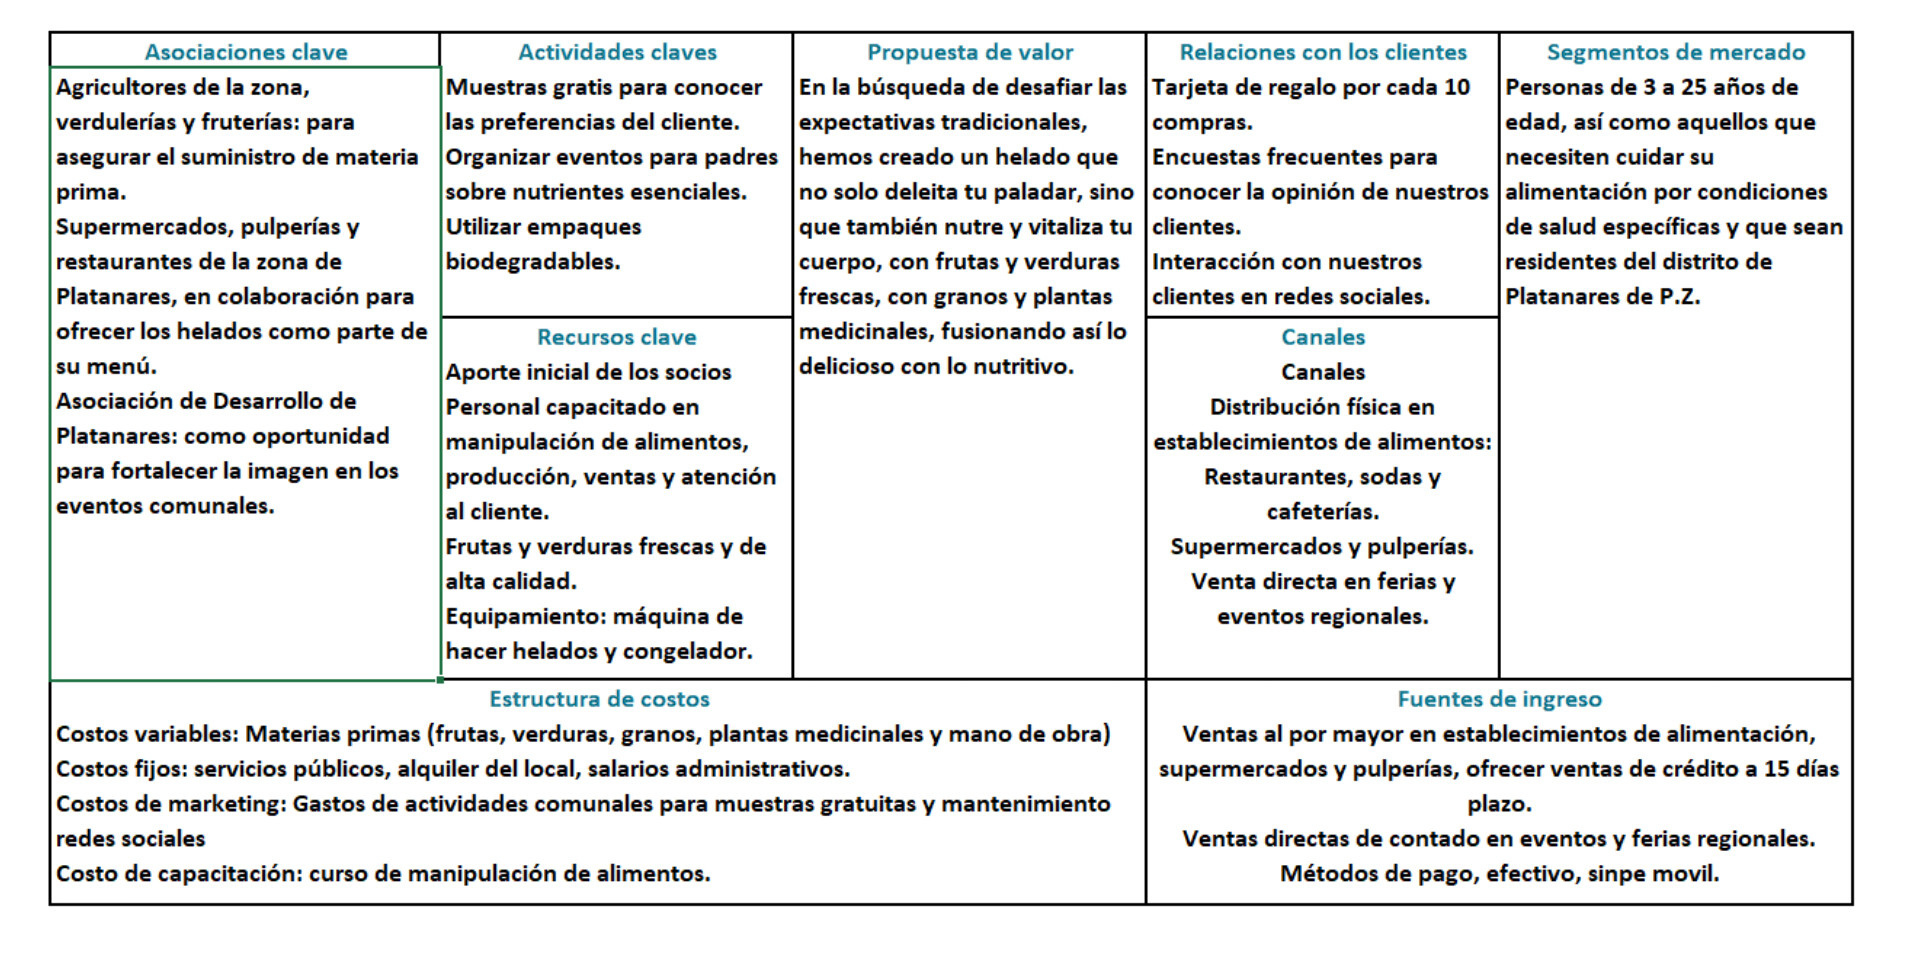 Asociaciones clave
Agricultores de la zona,
verdulerías y fruterías: para
asegurar el suministro de materia
prima.
Supermercados, pulperías y
restaurantes de la zona de
Platanares, en colaboración para
ofrecer los helados como parte de
su menú.
Asociación de Desarrollo de
Platanares: como oportunidad
para fortalecer la imagen en los
eventos comunales.
Actividades claves
Muestras gratis para conocer
las preferencias del cliente.
Organizar eventos para padres
sobre nutrientes esenciales.
Utilizar empaques
biodegradables.
Recursos clave
Aporte inicial de los socios
Personal capacitado en
manipulación de alimentos,
producción, ventas y atención
al cliente.
Frutas y verduras frescas y de
alta calidad.
Equipamiento: máquina de
hacer helados y congelador.
Propuesta de valor
En la búsqueda de desafiar las
expectativas tradicionales,
hemos creado un helado que
no solo deleita tu paladar, sino
que también nutre y vitaliza tu
cuerpo, con frutas y verduras
frescas, con granos y plantas
medicinales, fusionando así lo
delicioso con lo nutritivo.
Relaciones con los clientes
Tarjeta de regalo por cada 10
compras.
Encuestas frecuentes para
conocer la opinión de nuestros
clientes.
Interacción con nuestros
clientes en redes sociales.
Canales
Canales
Distribución física en
establecimientos de alimentos:
Restaurantes, sodas y
cafeterías.
Supermercados y pulperías.
Venta directa en ferias y
eventos regionales.
Segmentos de mercado
Personas de 3 a 25 años de
edad, así como aquellos que
necesiten cuidar su
alimentación por condiciones
de salud específicas y que sean
residentes del distrito de
Platanares de P.Z.
Estructura de costos
Costos variables: Materias primas (frutas, verduras, granos, plantas medicinales y mano de obra)
Costos fijos: servicios públicos, alquiler del local, salarios administrativos.
Costos de marketing: Gastos de actividades comunales para muestras gratuitas y mantenimiento
redes sociales
Costo de capacitación: curso de manipulación de alimentos.
Fuentes de ingreso
Ventas al por mayor en establecimientos de alimentación,
supermercados y pulperías, ofrecer ventas de crédito a 15 días
plazo.
Ventas directas de contado en eventos y ferias regionales.
Métodos de pago, efectivo, sinpe movil.